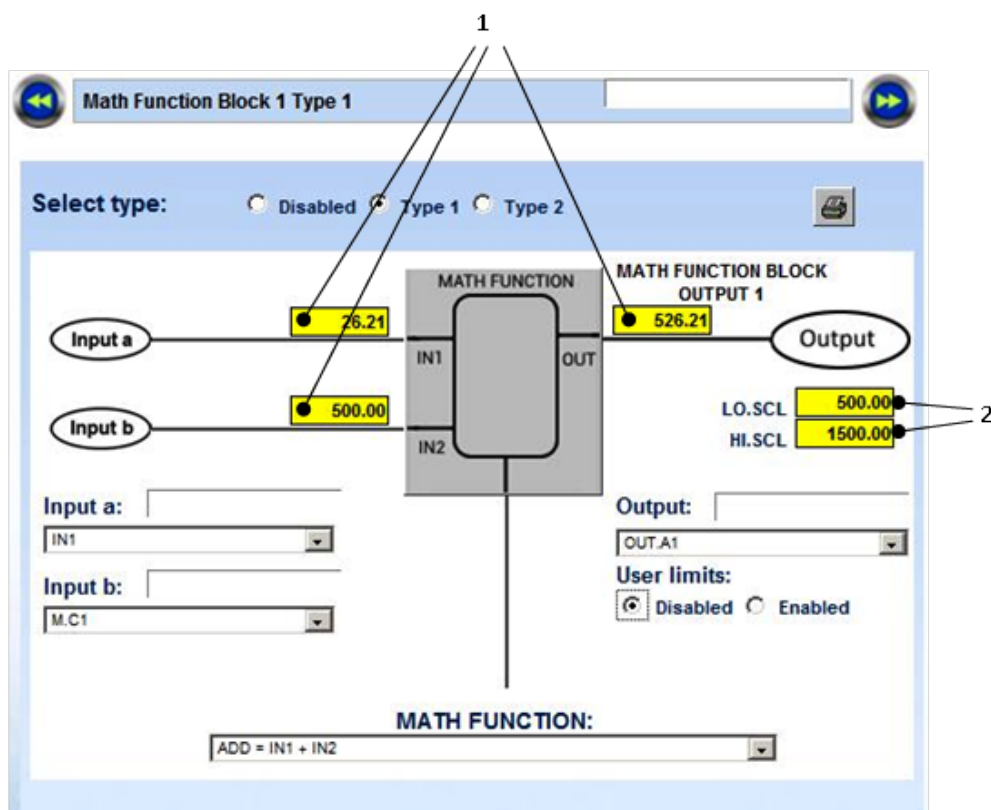 1
Math Function Block 1 Type 1
Select type:
Disabled Type 1 Type 2
MATH FUNCTION
MATH FUNCTION BLOCK
OUTPUT 1
26.21
526.21
Input a
IN1
OUT
Output
500.00
Input b
IN2
LO.SCL 500.00
HI.SCL 1500.00
2
Input a:
IN1
Input b:
M.C1
Output:
OUT.A1
User limits:
Disabled Enabled
MATH FUNCTION:
ADD = IN1 + IN2